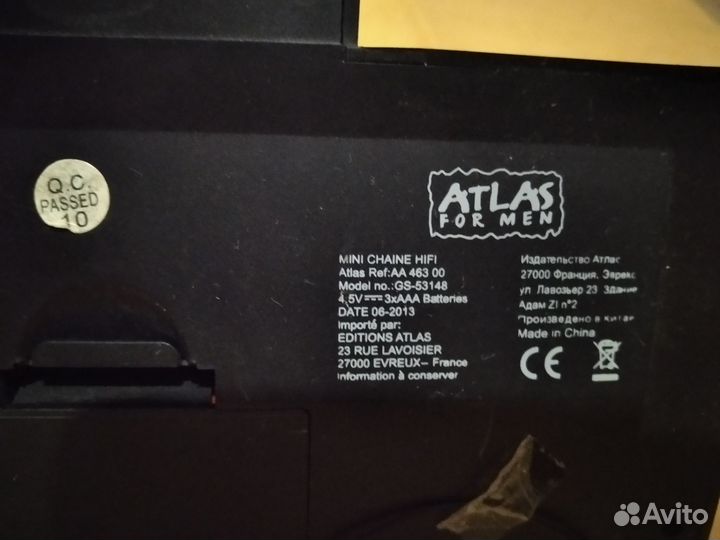 Q.C.
PASSED
10
ATLAS
FOR MEN
MINI CHAINE HIFI
Atlas Ref:AA 463 00
Model no.:GS-53148
4,5V 3xAAA Batteries
DATE 06-2013
Importé par:
EDITIONS ATLAS
23 RUE LAVOISIER
27000 EVREUX– France
Information à conserver
Издательство Атлас
27000 Франция, Эврекс
ул Лавозьер 23 Здание
Адам ZI n°2
Произведено в Китае
Made in China
CE
Avito